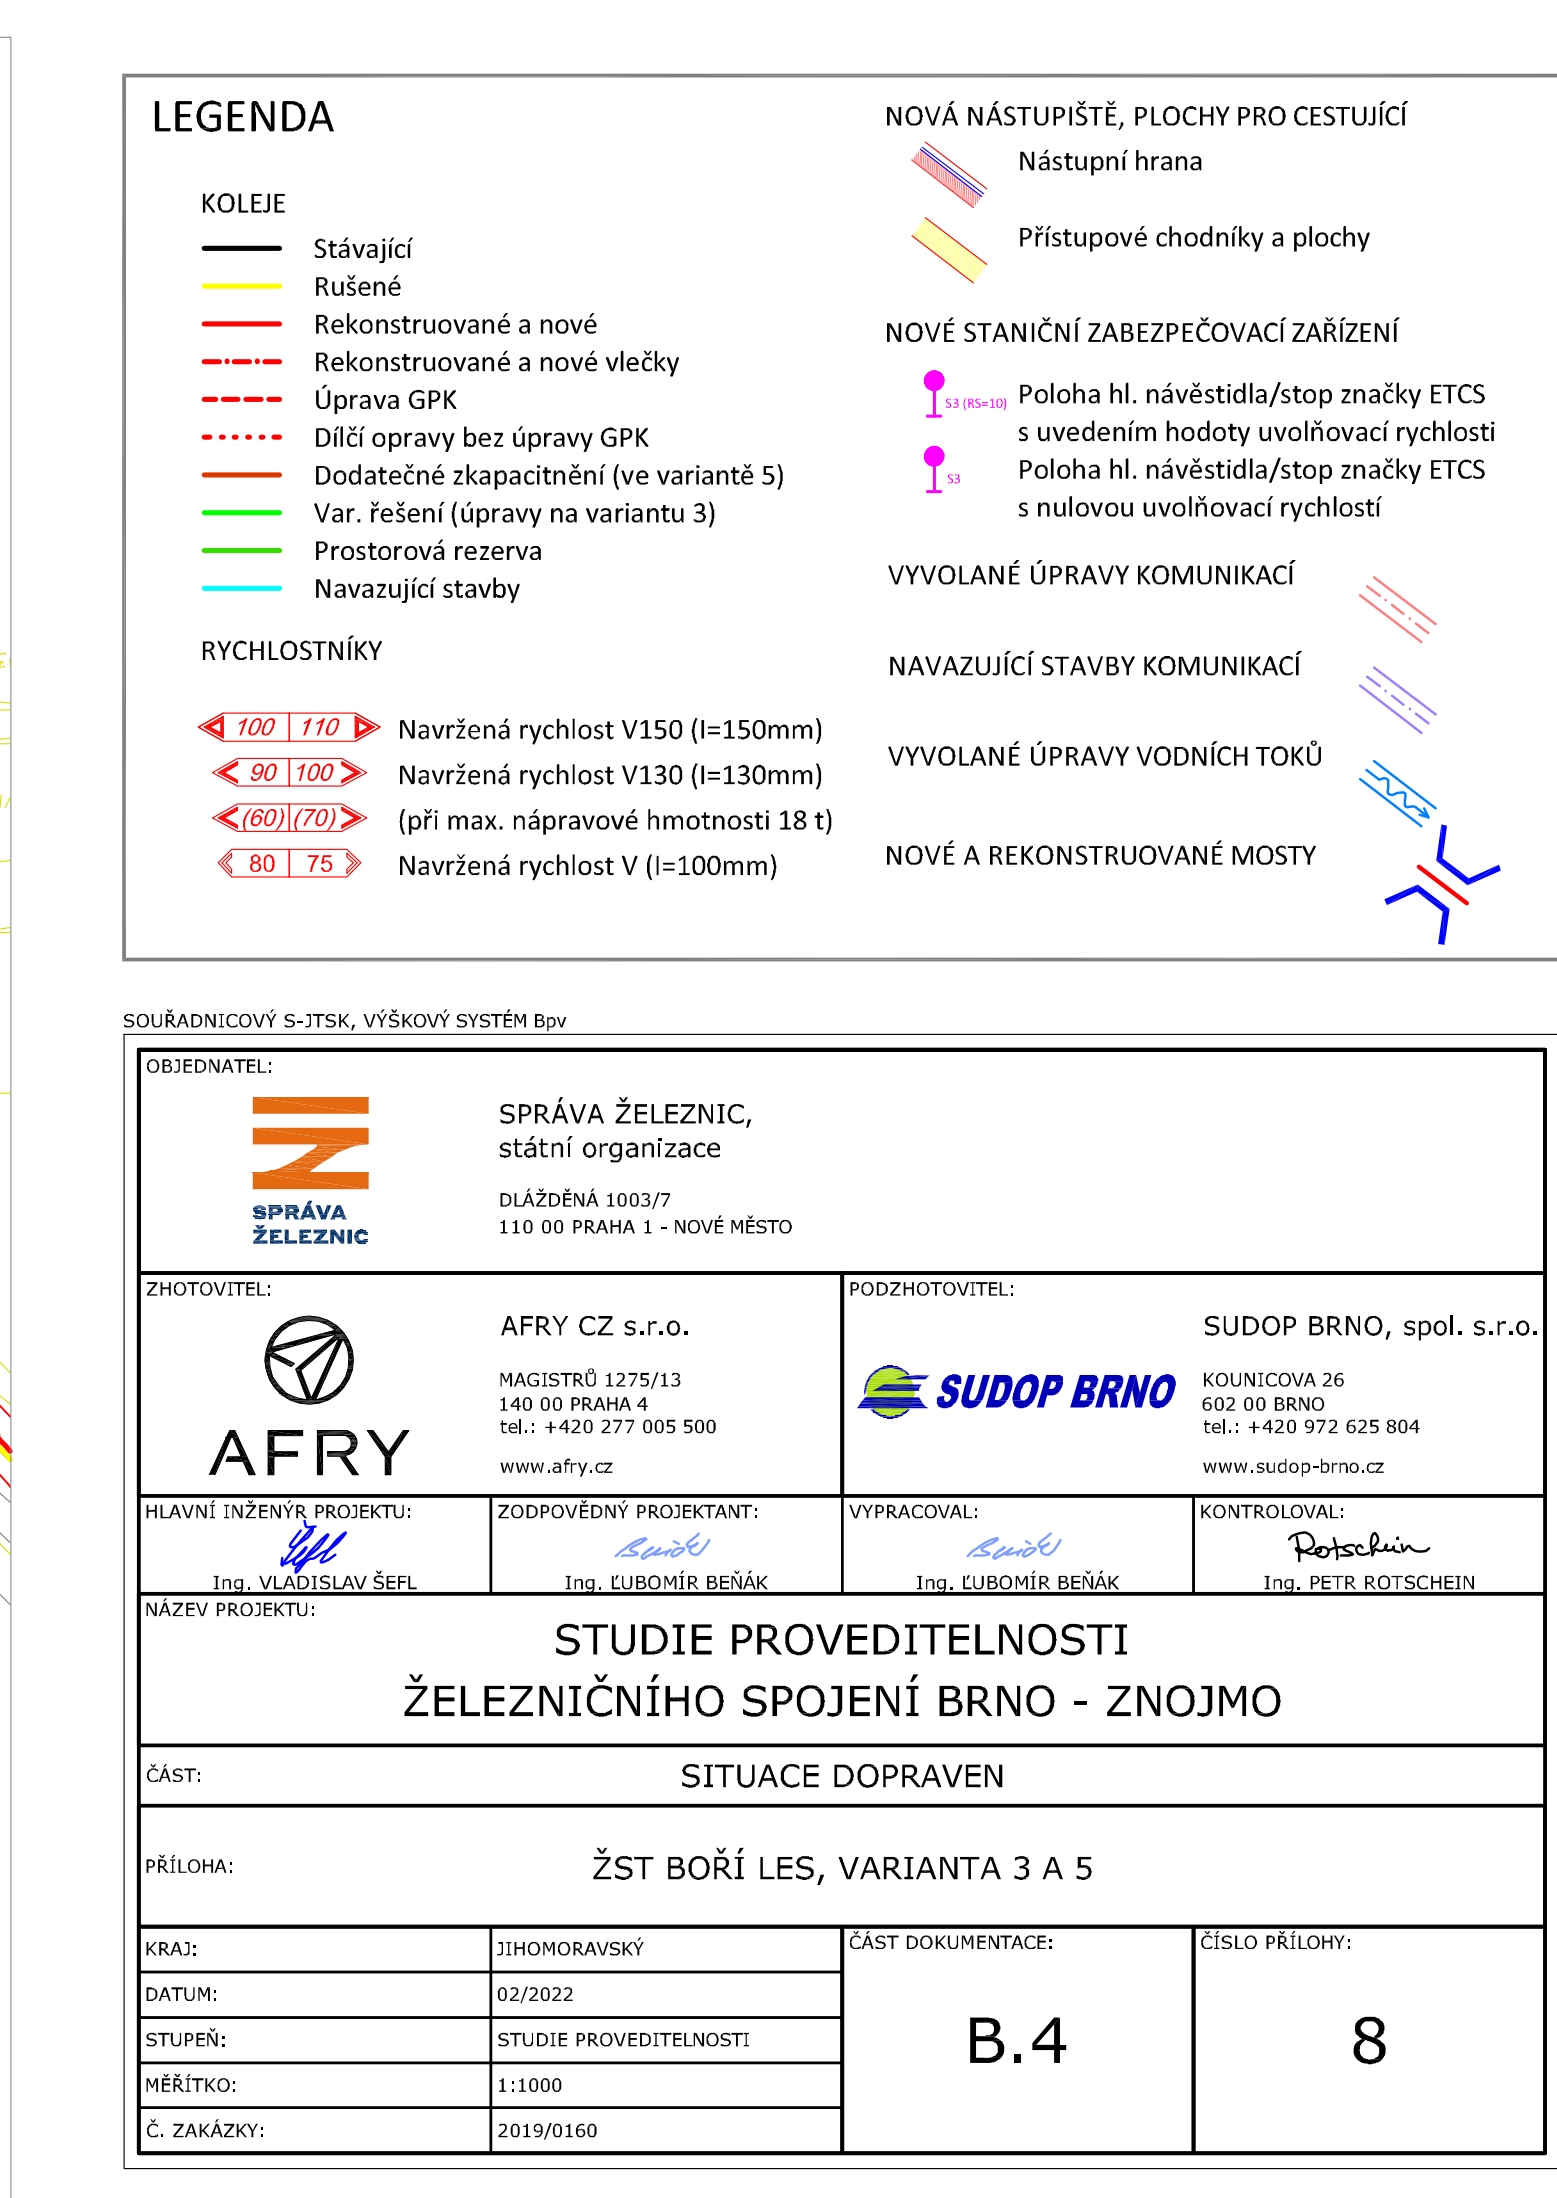 LEGENDA
KOLEJE
Stávající
Rušené
Rekonstruované a nové
Rekonstruované a nové vlečky
Úprava GPK
Dílčí opravy bez úpravy GPK
Dodatečné zkapacitnění (ve variantě 5)
Var. řešení (úpravy na variantu 3)
Prostorová rezerva
Navazující stavby
RYCHLOSTNÍKY
100 110 Navržená rychlost V150 (I=150mm)
90 100 Navržená rychlost V130 (I=130mm)
(60) (70) (při max. nápravové hmotnosti 18 t)
80 75 Navržená rychlost V (I=100mm)
NOVÁ NÁSTUPIŠTĚ, PLOCHY PRO CESTUJÍCÍ
Nástupní hrana
Přístupové chodníky a plochy
NOVÉ STANIČNÍ ZABEZPEČOVACÍ ZAŘÍZENÍ
S3 (RS=10) Poloha hl. návěstidla/stop značky ETCS
s uvedením hodoty uvolňovací rychlosti
S3 Poloha hl. návěstidla/stop značky ETCS
s nulovou uvolňovací rychlostí
VYVOLANÉ ÚPRAVY KOMUNIKACÍ
NAVAZUJÍCÍ STAVBY KOMUNIKACÍ
VYVOLANÉ ÚPRAVY VODNÍCH TOKŮ
NOVÉ A REKONSTRUOVANÉ MOSTY
SOUŘADNICOVÝ S-JTSK, VÝŠKOVÝ SYSTÉM Bpv
OBJEDNATEL:
SPRÁVA
ŽELEZNIC
SPRÁVA ŽELEZNIC,
státní organizace
DLÁŽDĚNÁ 1003/7
110 00 PRAHA 1 - NOVÉ MĚSTO
ZHOTOVITEL:
AFRY
AFRY CZ s.r.o.
MAGISTRŮ 1275/13
140 00 PRAHA 4
tel.: +420 277 005 500
www.afry.cz
PODZHOTOVITEL:
SUDOP BRNO
SUDOP BRNO, spol. s.r.o.
KOUNICOVA 26
602 00 BRNO
tel.: +420 972 625 804
www.sudop-brno.cz
HLAVNÍ INŽENÝR PROJEKTU:
Šefl
Ing. VLADISLAV ŠEFL
ZODPOVĚDNÝ PROJEKTANT:
Ing. ĽUBOMÍR BEŇÁK
VYPRACOVAL:
Ing. ĽUBOMÍR BEŇÁK
KONTROLOVAL:
Rotschein
Ing. PETR ROTSCHEIN
NÁZEV PROJEKTU:
STUDIE PROVEDITELNOSTI
ŽELEZNIČNÍHO SPOJENÍ BRNO - ZNOJMO
ČÁST: SITUACE DOPRAVEN
PŘÍLOHA: ŽST BOŘÍ LES, VARIANTA 3 A 5
KRAJ: JIHOMORAVSKÝ
DATUM: 02/2022
STUPEŇ: STUDIE PROVEDITELNOSTI
MĚŘÍTKO: 1:1000
Č. ZAKÁZKY: 2019/0160
ČÁST DOKUMENTACE:
B.4
ČÍSLO PŘÍLOHY:
8